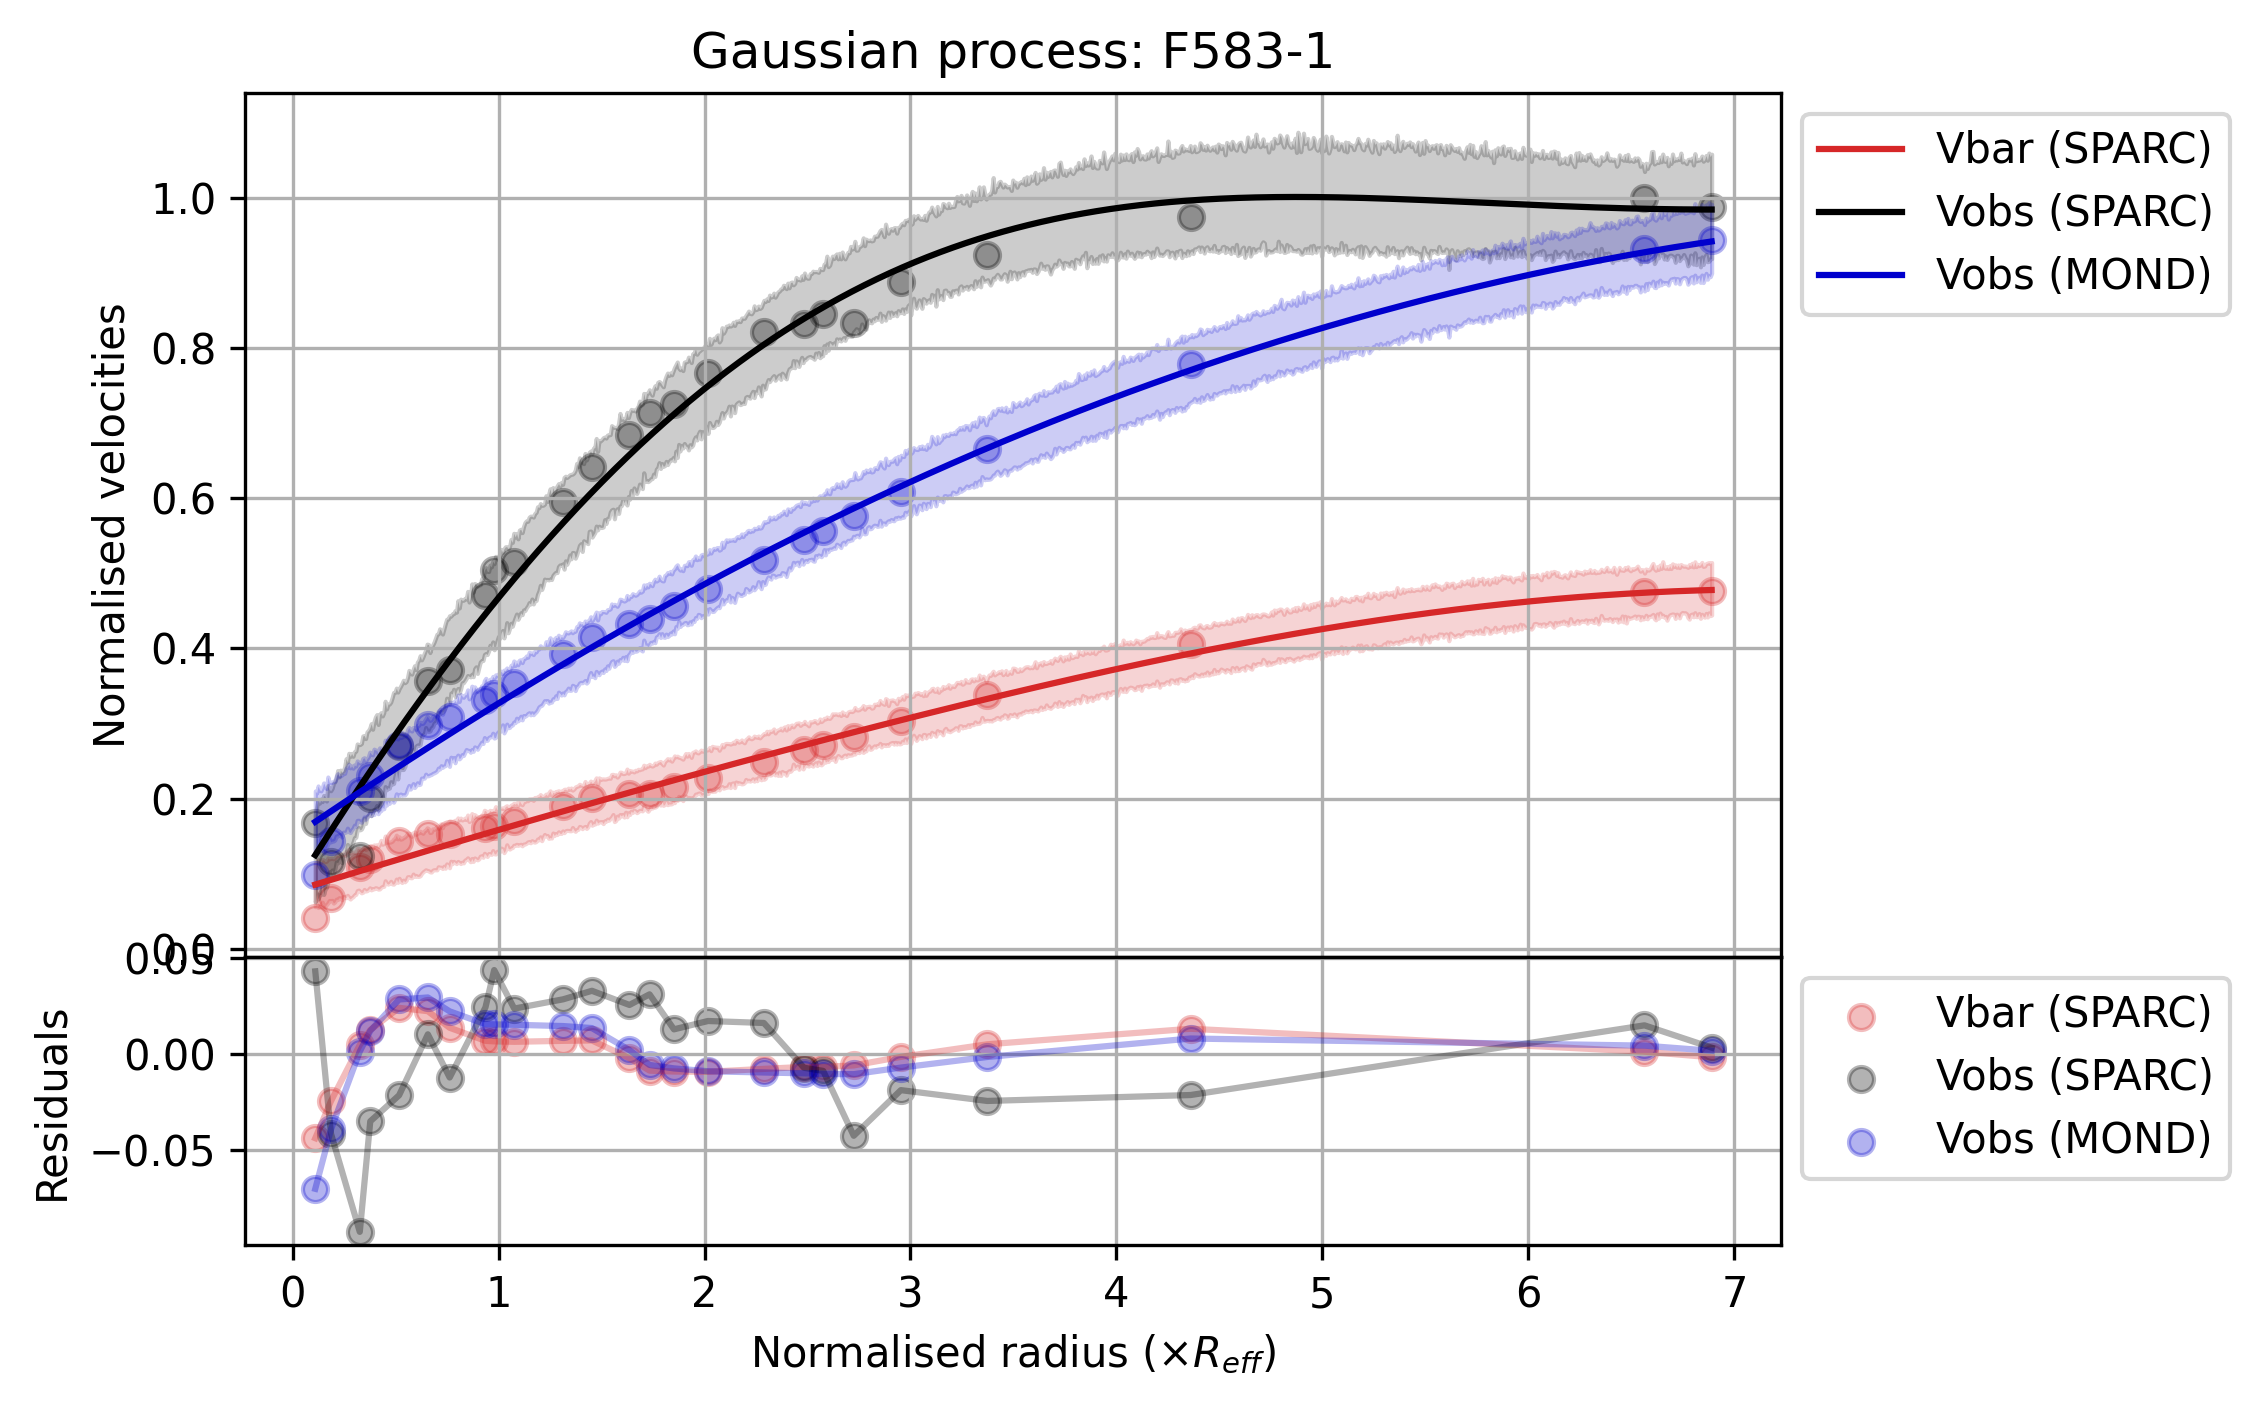 Gaussian process: F583-1
Normalised velocities
1.0
0.8
0.6
0.4
0.2
0.0
Vbar (SPARC)
Vobs (SPARC)
Vobs (MOND)
Residuals
0.05
0.00
−0.05
Vbar (SPARC)
Vobs (SPARC)
Vobs (MOND)
0 1 2 3 4 5 6 7
Normalised radius (×R_eff)